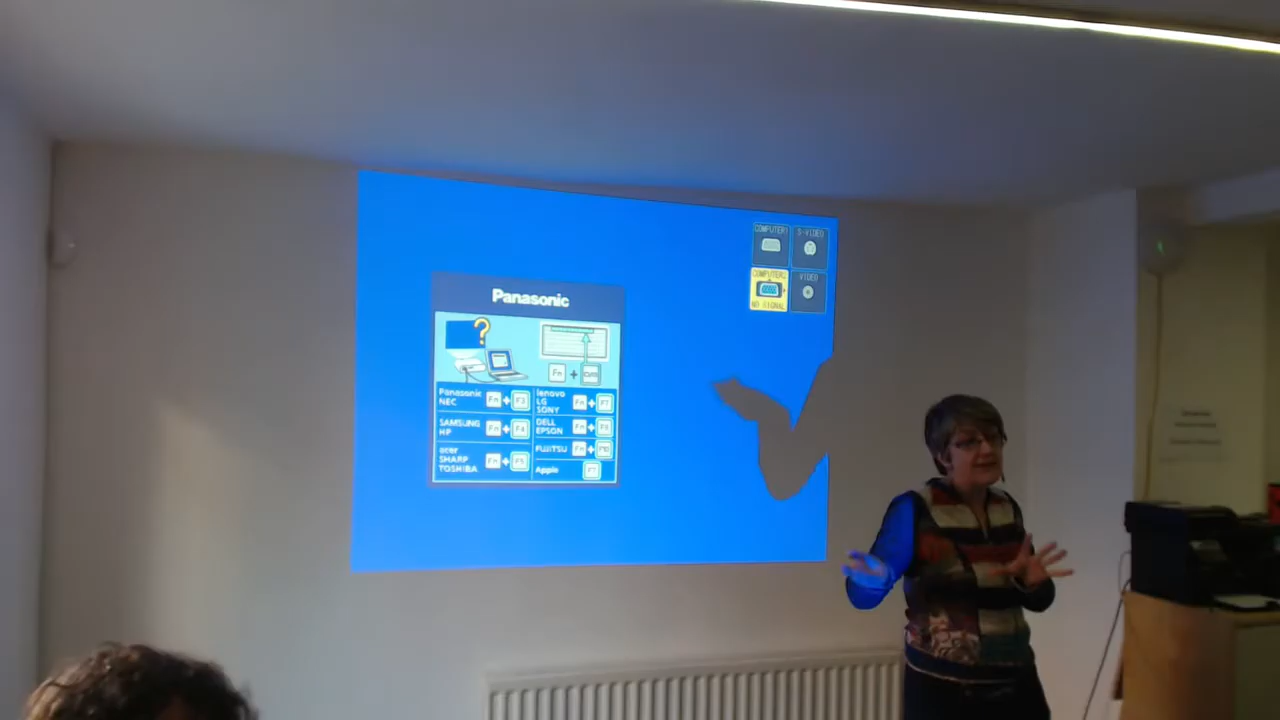 COMPUTER1
S-VIDEO
COMPUTER2
VIDEO
NO SIGNAL
Panasonic
Fn +
Panasonic
NEC
Fn + F3
lenovo
LG
SONY
Fn + F7
SAMSUNG
HP
Fn + F4
DELL
EPSON
Fn + F8
acer
SHARP
TOSHIBA
Fn + F5
FUJITSU
Fn + F10
Apple
F7